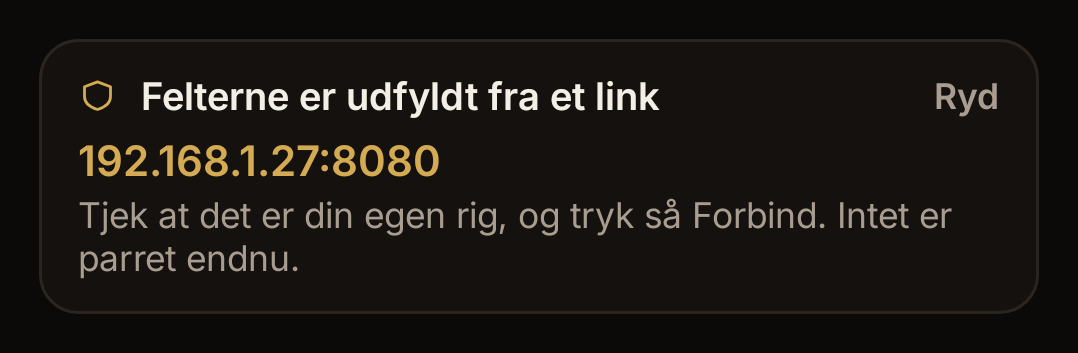 Felterne er udfyldt fra et link
Ryd
192.168.1.27:8080
Tjek at det er din egen rig, og tryk så Forbind. Intet er
parret endnu.